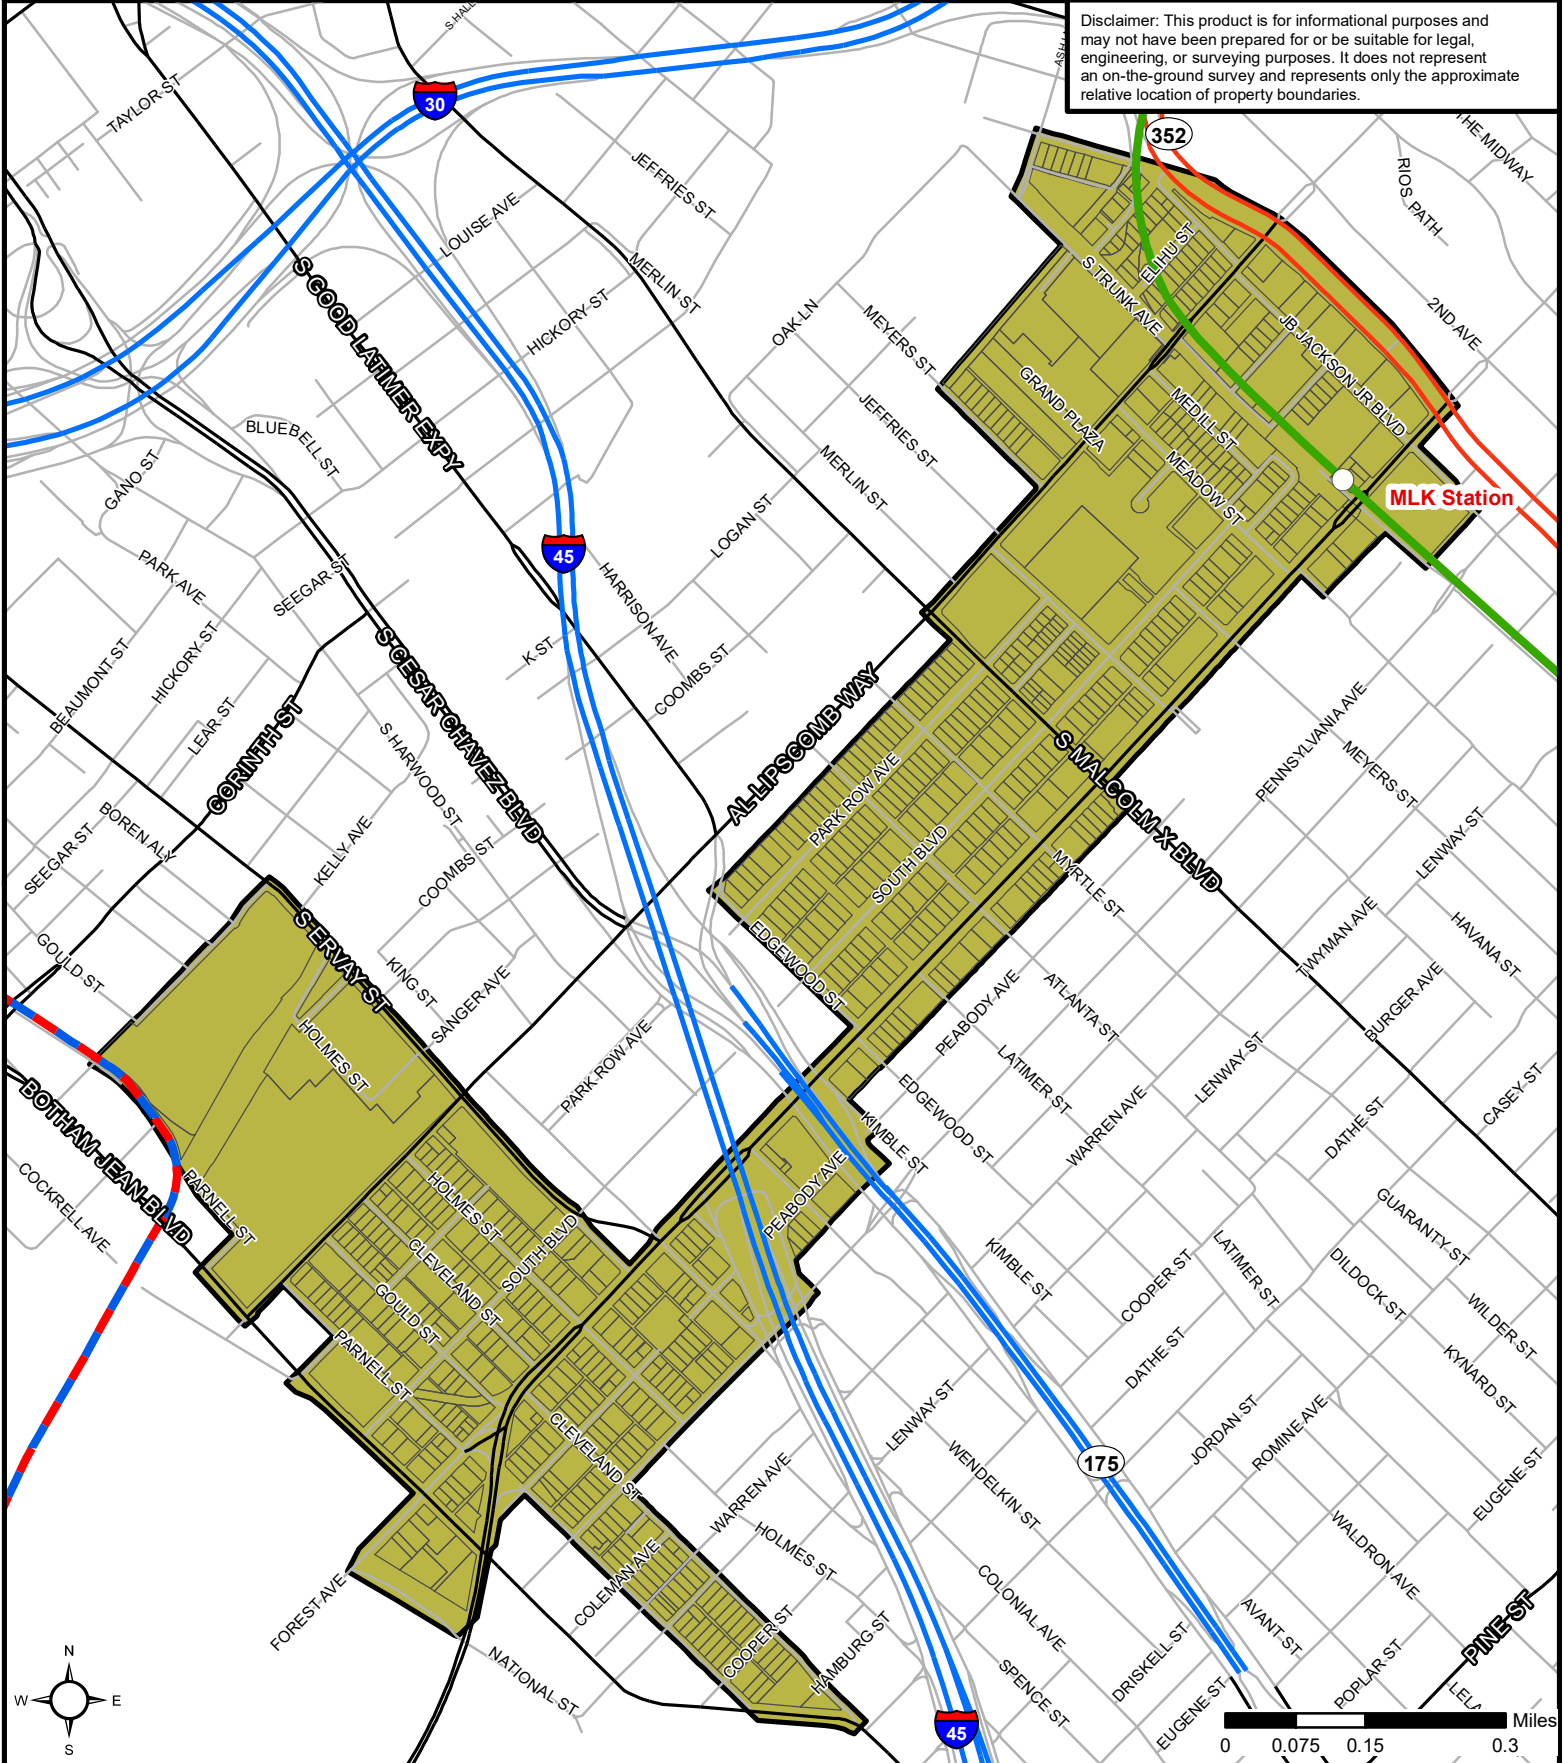 Disclaimer: This product is for informational purposes and
may not have been prepared for or be suitable for legal,
engineering, or surveying purposes. It does not represent
an on-the-ground survey and represents only the approximate
relative location of property boundaries.
TAYLOR ST
30
352
THE MIDWAY
RIOS PATH
JEFFRIES ST
LOUISE AVE
MERLIN ST
HICKORY ST
S GOOD LATIMER EXPY
OAK LN
MEYERS ST
ELIHU ST
S TRUNK AVE
2ND AVE
JB JACKSON JR BLVD
GRAND PLAZA
MEDILL ST
MEADOW ST
JEFFRIES ST
MERLIN ST
BLUEBELL ST
GANO ST
MLK Station
LOGAN ST
45
HARRISON AVE
PARK AVE
SEEGAR ST
HICKORY ST
BEAUMONT ST
LEAR ST
CORINTH ST
S CESAR CHAVEZ BLVD
K ST
COOMBS ST
S HARWOOD ST
AL LIPSCOMB WAY
S MALCOLM X BLVD
PENNSYLVANIA AVE
MEYERS ST
LENWAY ST
PARK ROW AVE
SOUTH BLVD
MYRTLE ST
BOREN ALY
SEEGAR ST
KELLY AVE
COOMBS ST
TWYMAN AVE
HAVANA ST
GOULD ST
S ERVAY ST
KING ST
SANGER AVE
EDGEWOOD ST
PEABODY AVE
ATLANTA ST
BURGER AVE
HOLMES ST
PARK ROW AVE
LATIMER ST
LENWAY ST
CASEY ST
BOTHAM JEAN BLVD
EDGEWOOD ST
WARREN AVE
DATHE ST
KIMBLE ST
COCKRELL AVE
PARNELL ST
HOLMES ST
SOUTH BLVD
PEABODY AVE
GUARANTY ST
CLEVELAND ST
GOULD ST
KIMBLE ST
COOPER ST
LATIMER ST
DILDOCK ST
WILDER ST
PARNELL ST
DATHE ST
KYNARD ST
CLEVELAND ST
LENWAY ST
WENDELKIN ST
JORDAN ST
ROMINE AVE
175
EUGENE ST
WARREN AVE
HOLMES ST
WALDRON AVE
FOREST AVE
COLEMAN AVE
COLONIAL AVE
COOPER ST
HAMBURG ST
AVANT ST
PINE ST
NATIONAL ST
SPENCE ST
DRISKELL ST
EUGENE ST
POPLAR ST
45
N
W
E
S
Miles
0
0.075
0.15
0.3